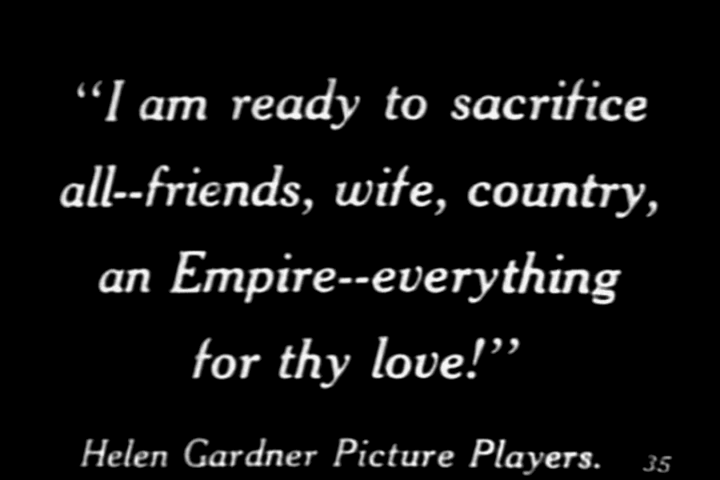 “I am ready to sacrifice
all--friends, wife, country,
an Empire--everything
for thy love!”
Helen Gardner Picture Players. 35